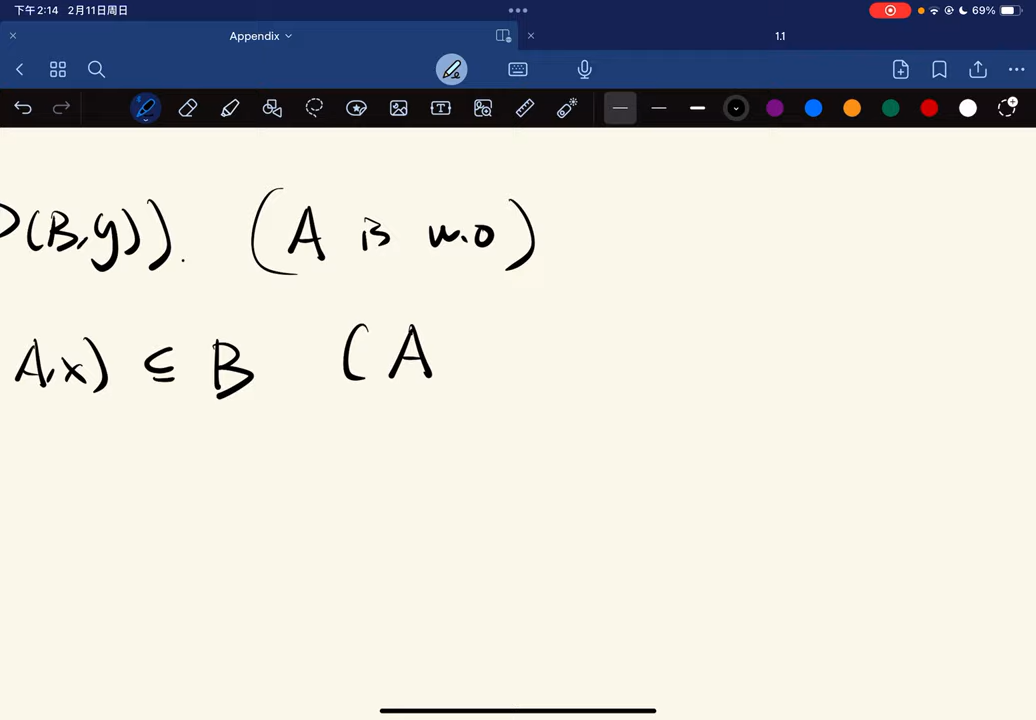 下午2:14 2月11日周日
69%
Appendix
1.1
(B,y)). (A is w.o)
A,x) ⊆ B (A